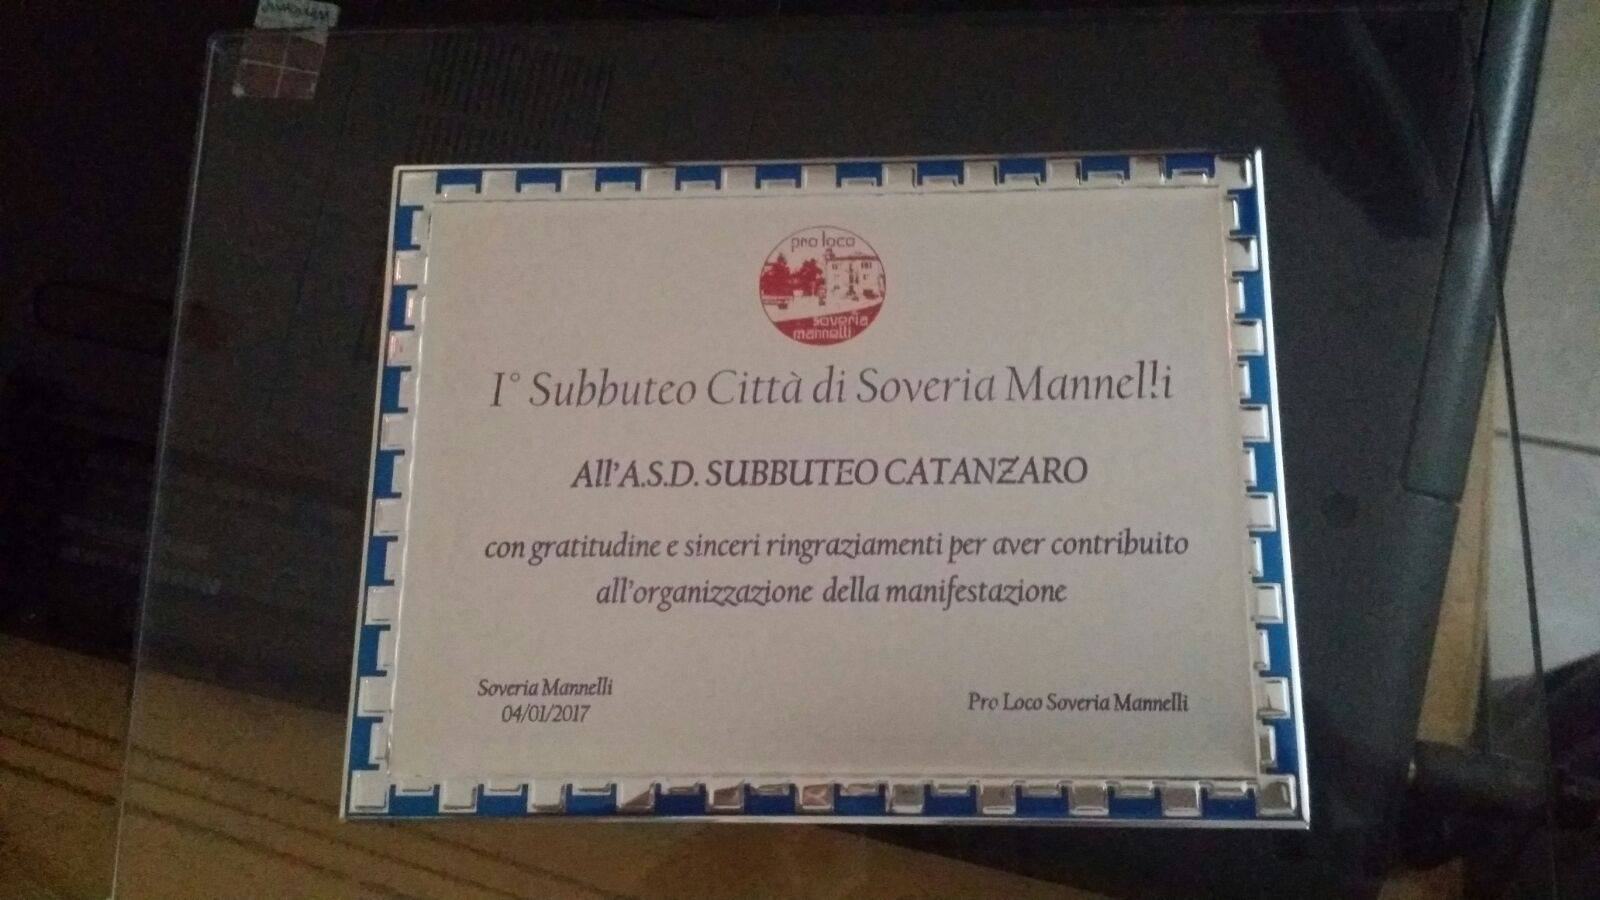 pro loco
soveria
mannelli
I° Subbuteo Città di Soveria Mannel!i
All'A.S.D. SUBBUTEO CATANZARO
con gratitudine e sinceri ringraziamenti per aver contribuito
all'organizzazione della manifestazione
Soveria Mannelli
04/01/2017
Pro Loco Soveria Mannelli